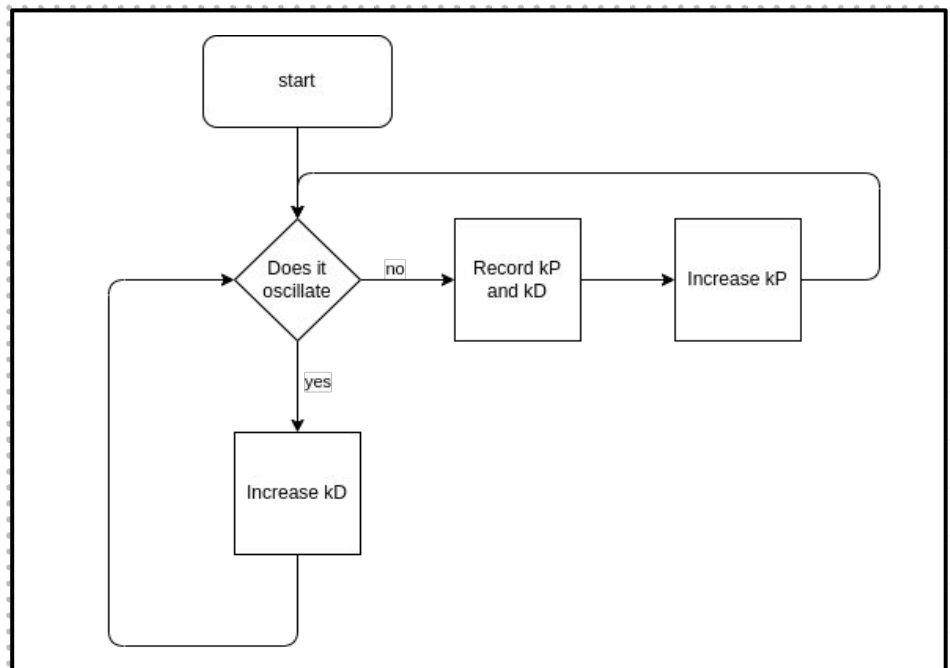 start
Does it
oscillate
no
Record kP
and kD
Increase kP
yes
Increase kD